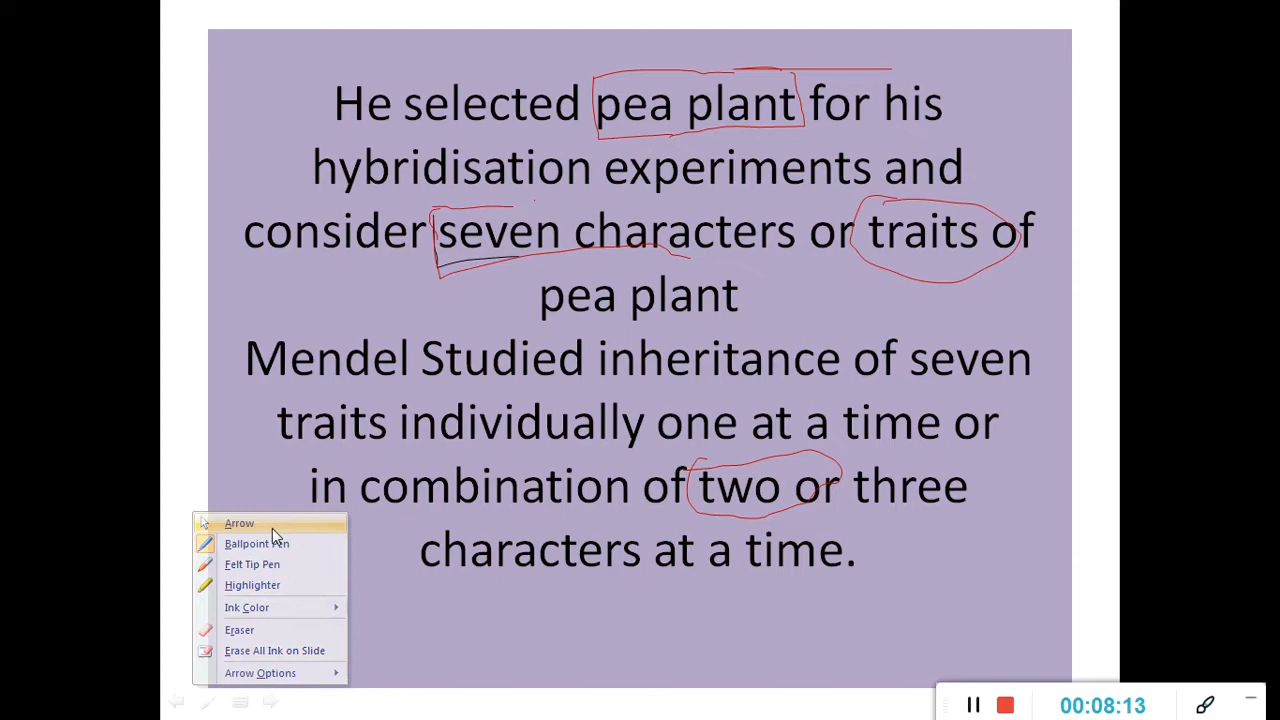 He selected pea plant for his
hybridisation experiments and
consider seven characters or traits of
pea plant
Mendel Studied inheritance of seven
traits individually one at a time or
in combination of two or three
characters at a time.
Arrow
Ballpoint Pen
Felt Tip Pen
Highlighter
Ink Color
Eraser
Erase All Ink on Slide
Arrow Options
00:08:13